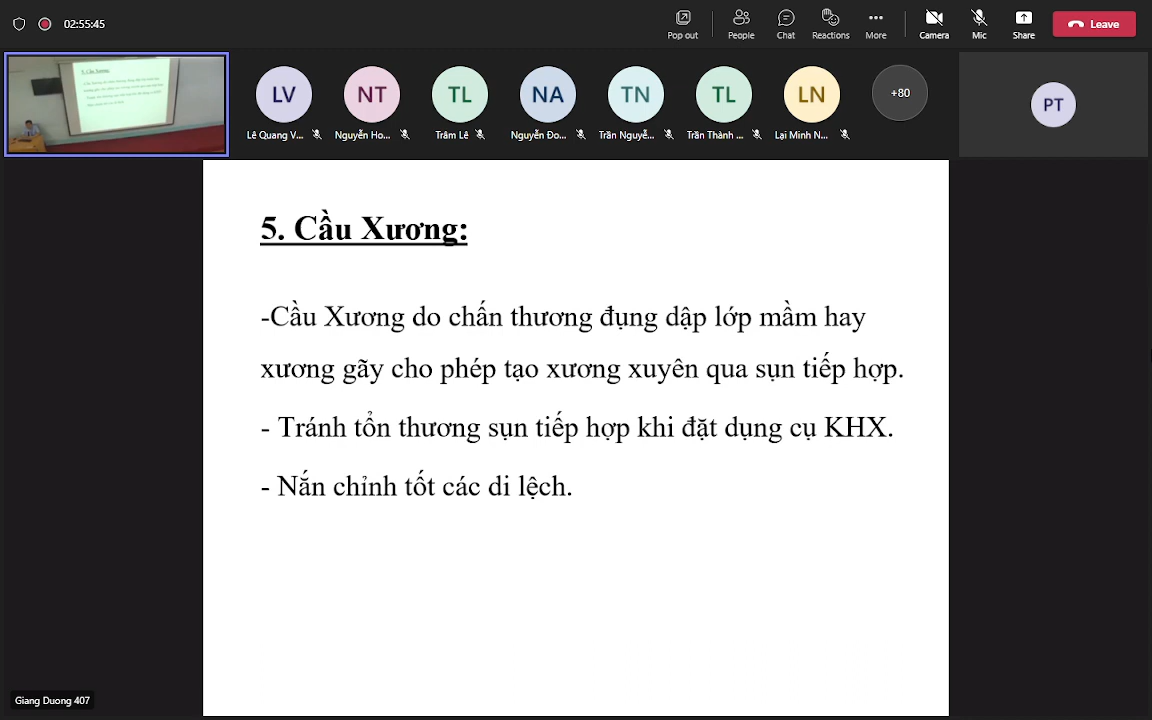 02:55:45
Pop out
People
Chat
Reactions
More
Camera
Mic
Share
Leave
LV
NT
TL
NA
TN
TL
LN
+80
PT
Lê Quang V...
Nguyễn Ho...
Trâm Lê
Nguyễn Do...
Trần Nguyễ...
Trần Thành ...
Lại Minh N...
5. Cầu Xương:
-Cầu Xương do chấn thương đụng dập lớp mầm hay
xương gãy cho phép tạo xương xuyên qua sụn tiếp hợp.
- Tránh tổn thương sụn tiếp hợp khi đặt dụng cụ KHX.
- Nắn chỉnh tốt các di lệch.
Giang Duong 407